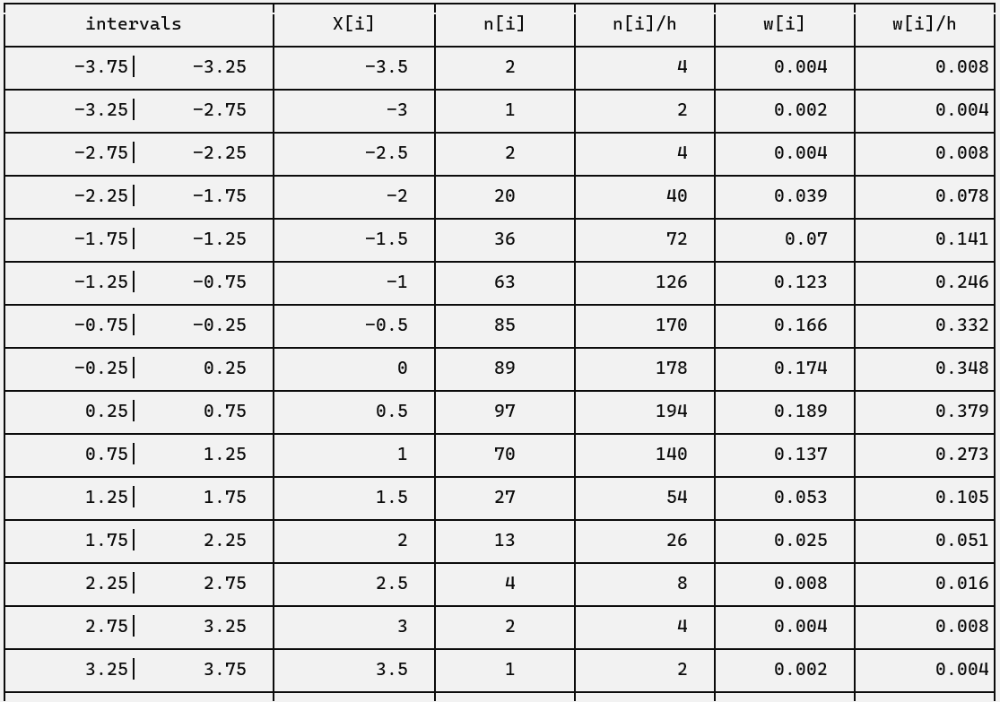 intervals X[i] n[i] n[i]/h w[i] w[i]/h
-3.75| -3.25 -3.5 2 4 0.004 0.008
-3.25| -2.75 -3 1 2 0.002 0.004
-2.75| -2.25 -2.5 2 4 0.004 0.008
-2.25| -1.75 -2 20 40 0.039 0.078
-1.75| -1.25 -1.5 36 72 0.07 0.141
-1.25| -0.75 -1 63 126 0.123 0.246
-0.75| -0.25 -0.5 85 170 0.166 0.332
-0.25| 0.25 0 89 178 0.174 0.348
0.25| 0.75 0.5 97 194 0.189 0.379
0.75| 1.25 1 70 140 0.137 0.273
1.25| 1.75 1.5 27 54 0.053 0.105
1.75| 2.25 2 13 26 0.025 0.051
2.25| 2.75 2.5 4 8 0.008 0.016
2.75| 3.25 3 2 4 0.004 0.008
3.25| 3.75 3.5 1 2 0.002 0.004